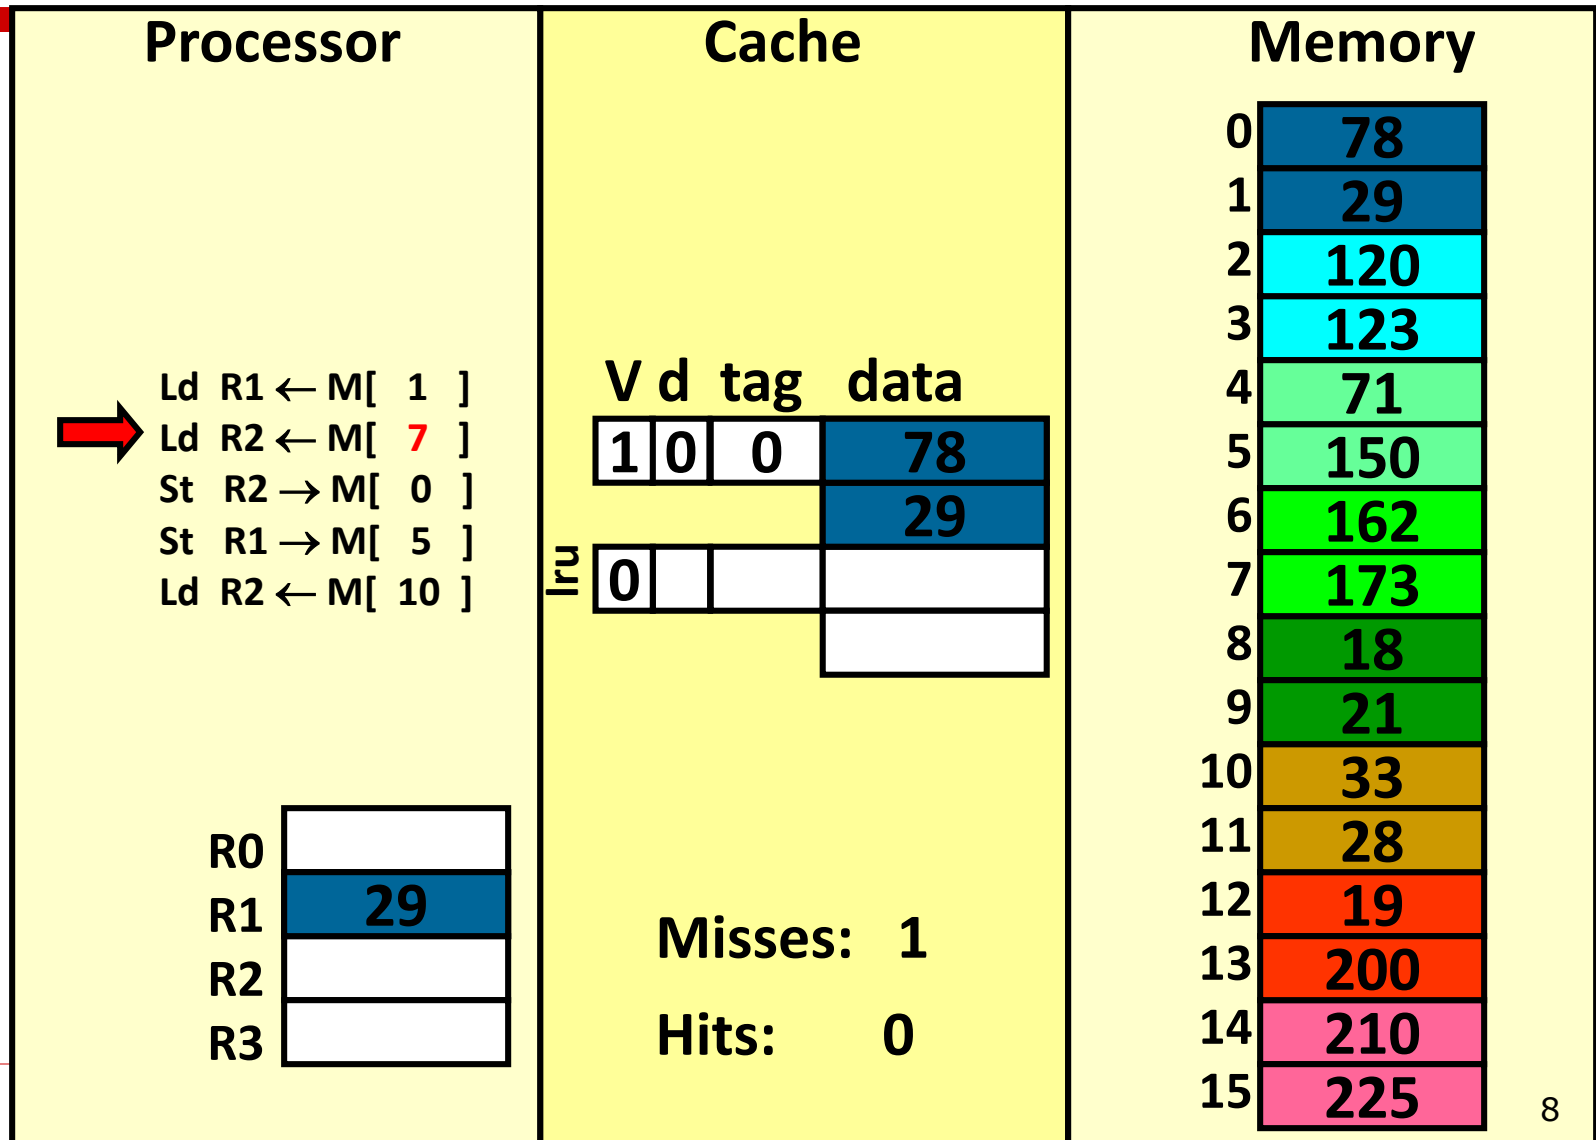 Processor
Ld R1 ← M[ 1 ]
Ld R2 ← M[ 7 ]
St R2 → M[ 0 ]
St R1 → M[ 5 ]
Ld R2 ← M[ 10 ]
R0
R1 29
R2
R3
Cache
V d tag data
1 0 0 78
29
lru 0
Misses: 1
Hits: 0
Memory
0 78
1 29
2 120
3 123
4 71
5 150
6 162
7 173
8 18
9 21
10 33
11 28
12 19
13 200
14 210
15 225
8